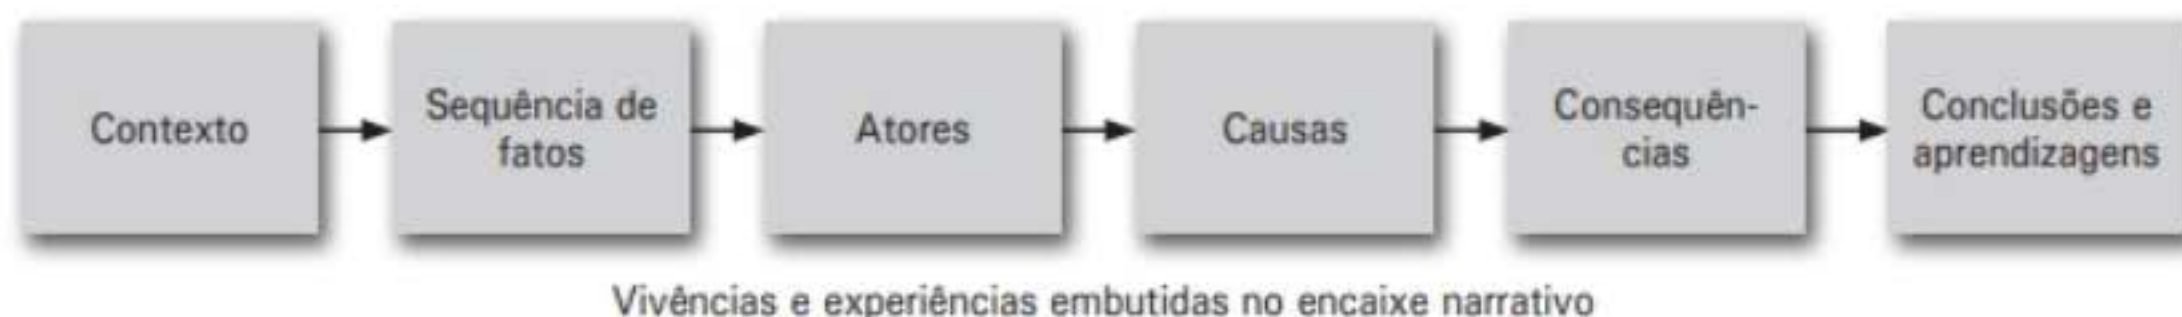 Contexto
Sequência de
fatos
Atores
Causas
Consequên-
cias
Conclusões e
aprendizagens
Vivências e experiências embutidas no encaixe narrativo